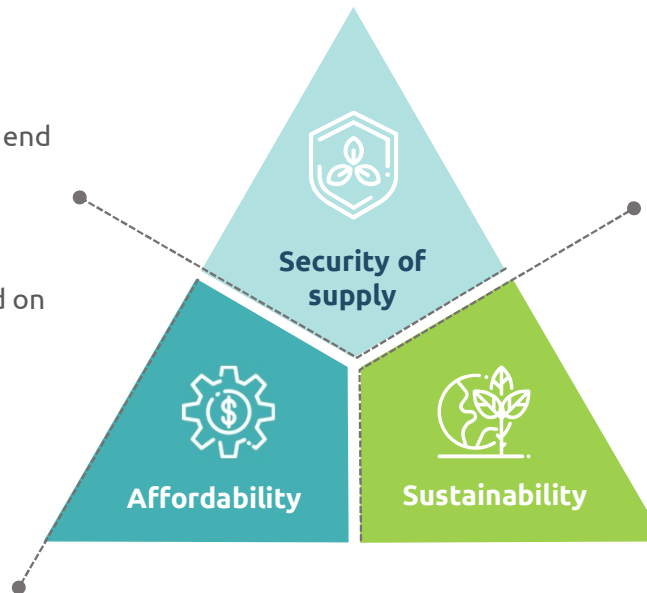 end
d on
Security of
supply
$
Affordability
Sustainability